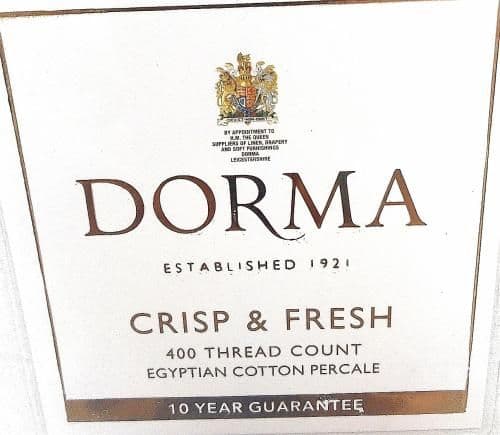 BY APPOINTMENT TO
H.M. THE QUEEN
SUPPLIERS OF LINEN, DRAPERY
AND SOFT FURNISHINGS
DORMA
LEICESTERSHIRE
DORMA
ESTABLISHED 1921
CRISP & FRESH
400 THREAD COUNT
EGYPTIAN COTTON PERCALE
10 YEAR GUARANTEE